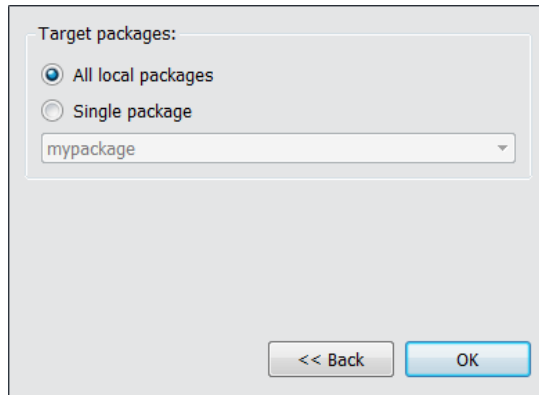 Target packages:
All local packages
Single package
mypackage
<< Back
OK